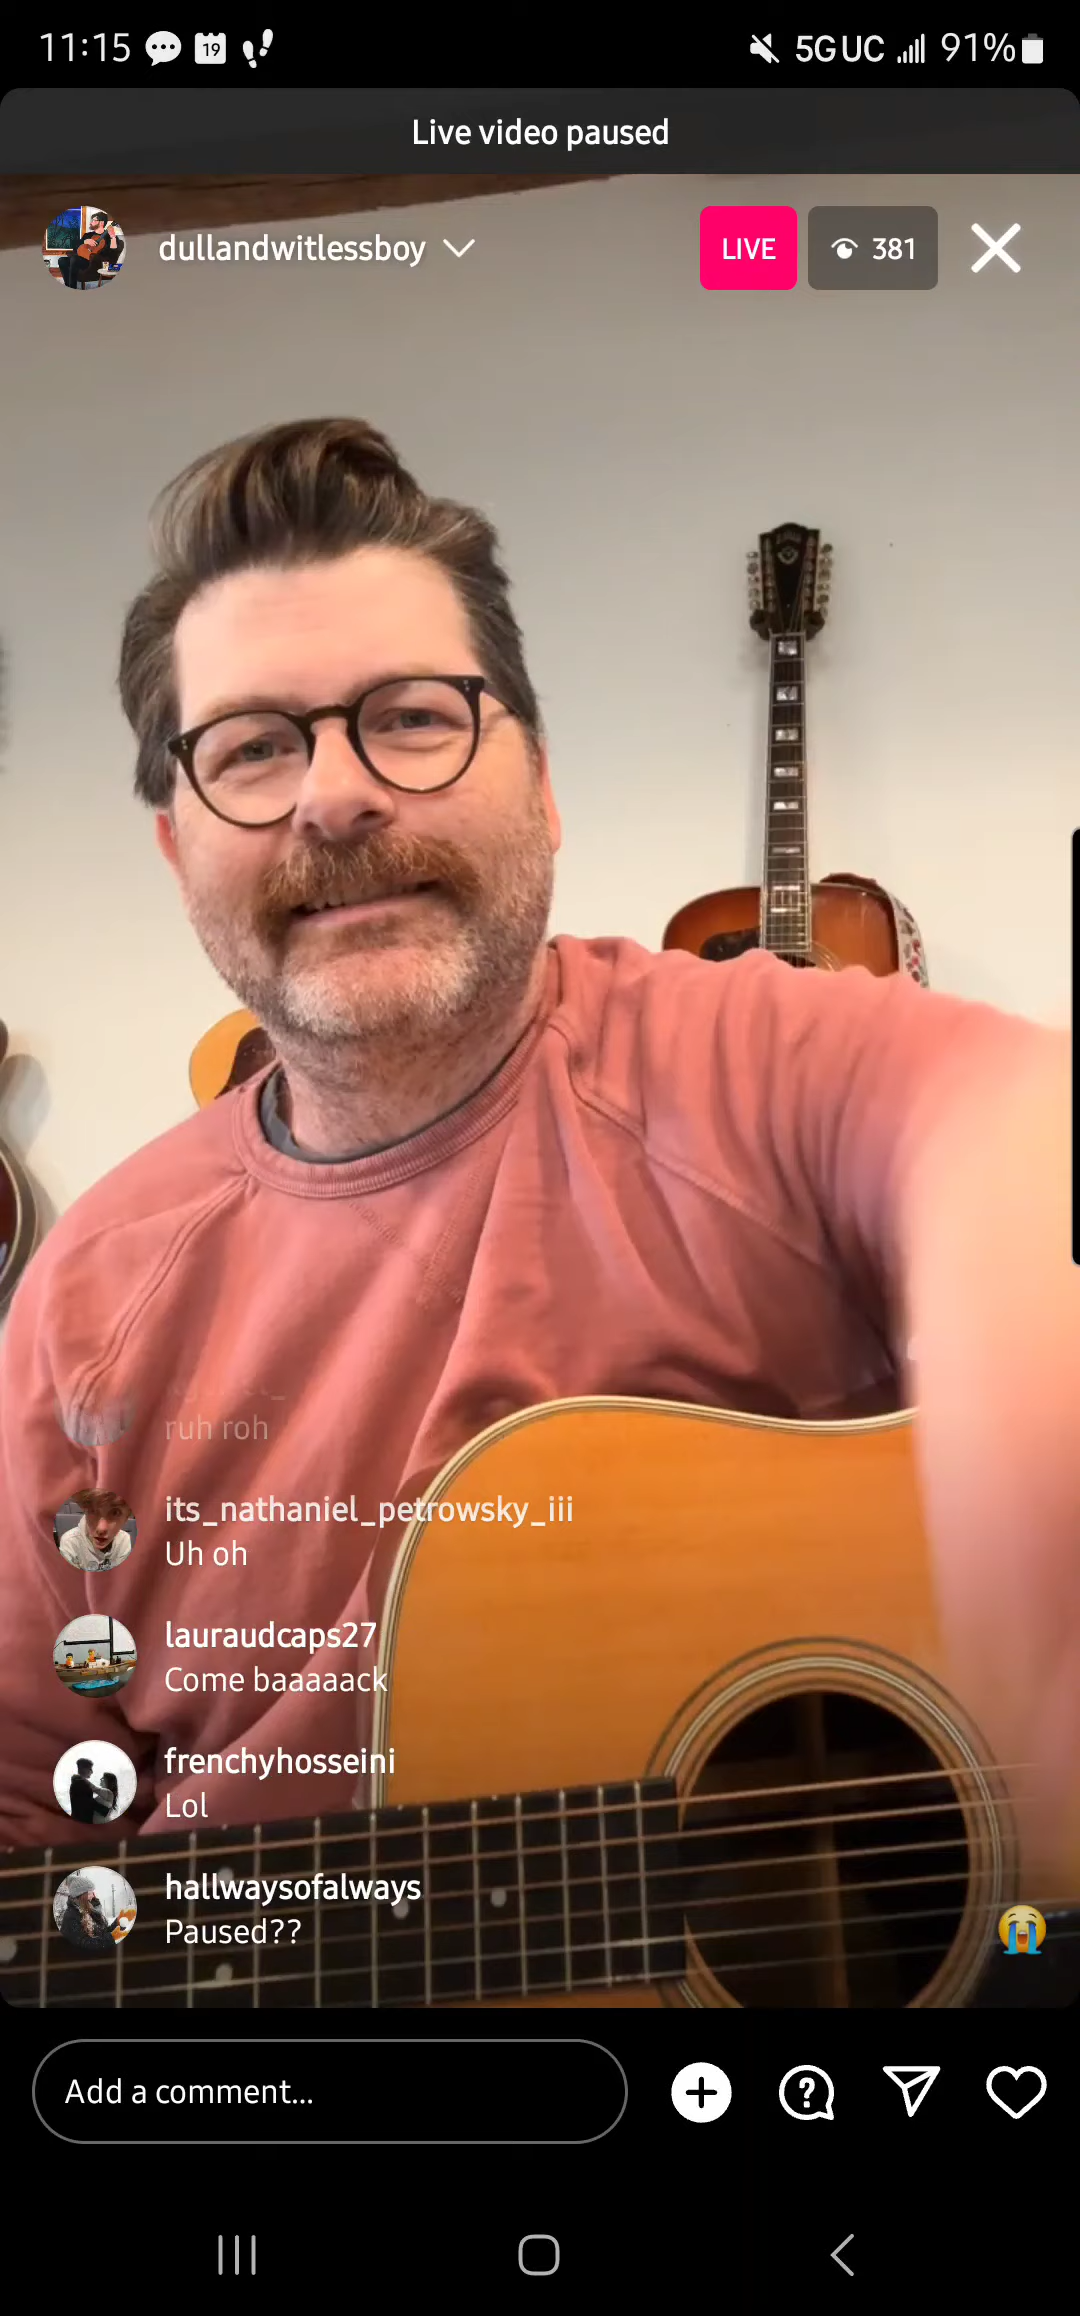 11:15
19
5G UC
91%
Live video paused
dullandwitlessboy
LIVE
381
ruh roh
its_nathaniel_petrowsky_iii
Uh oh
lauraudcaps27
Come baaaaack
frenchyhosseini
Lol
hallwaysofalways
Paused??
Add a comment...